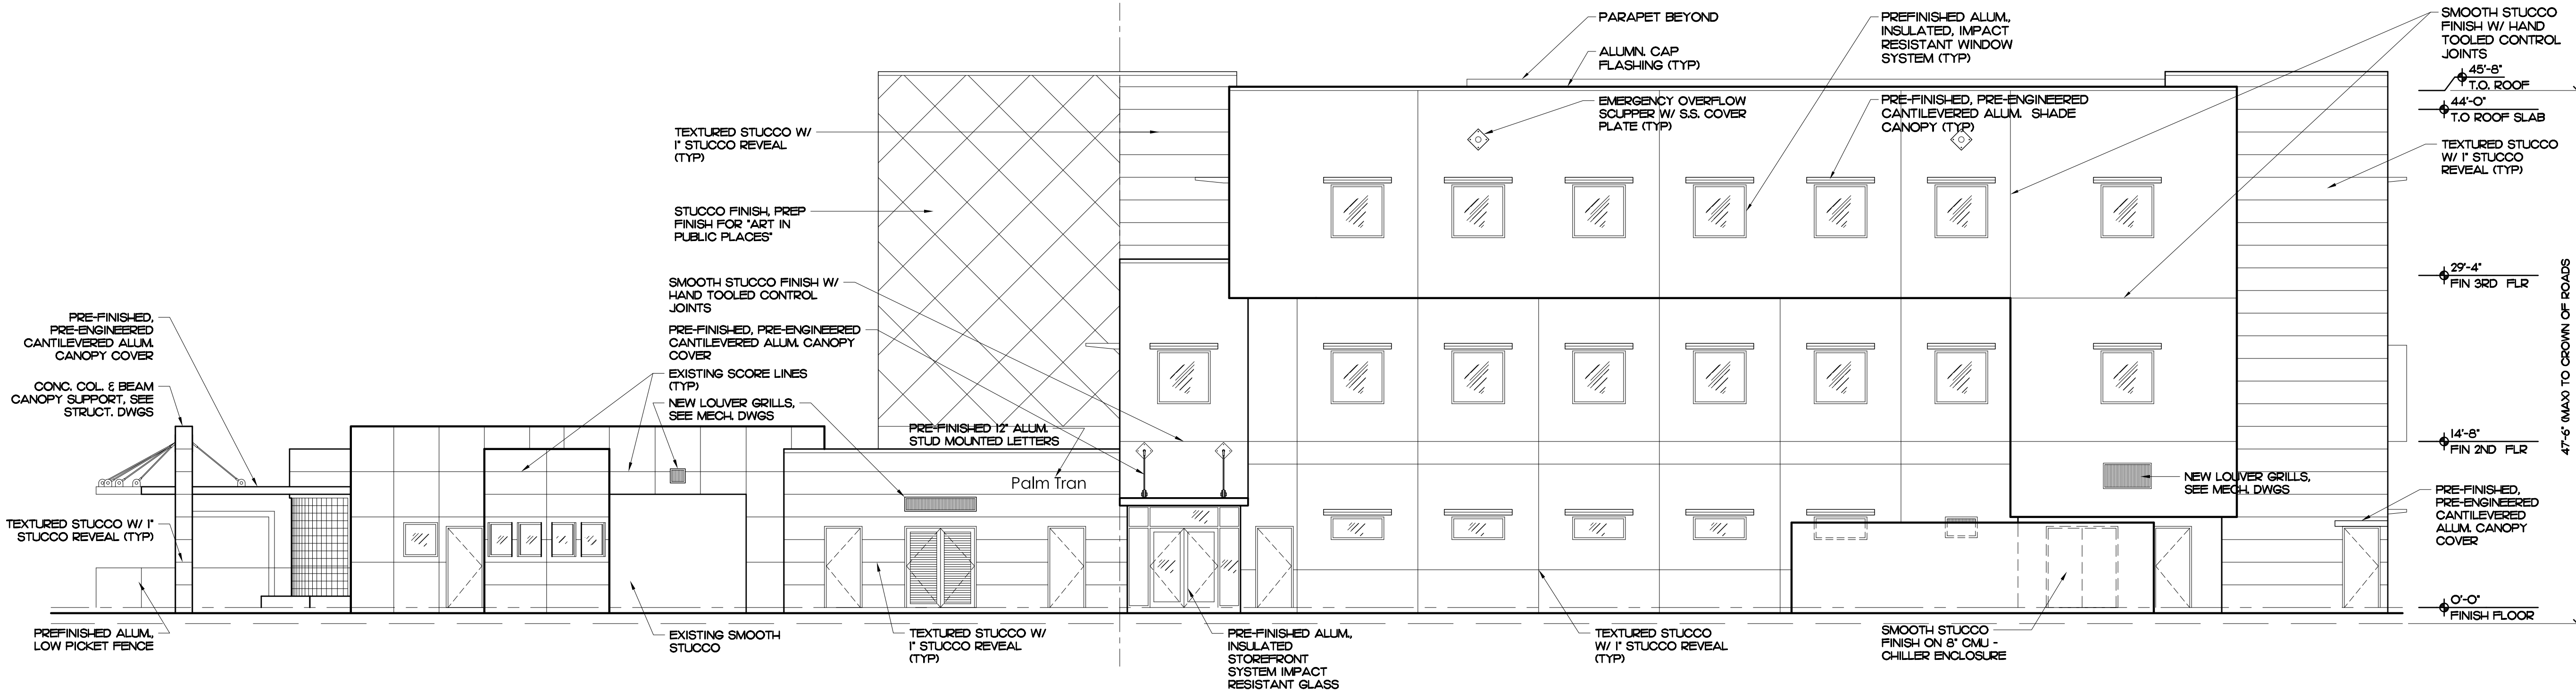 PARAPET BEYOND
ALUMN. CAP
FLASHING (TYP)
PREFINISHED ALUM.,
INSULATED, IMPACT
RESISTANT WINDOW
SYSTEM (TYP)
SMOOTH STUCCO
FINISH W/ HAND
TOOLED CONTROL
JOINTS
45'-8"
T.O. ROOF
44'-0"
T.O ROOF SLAB
EMERGENCY OVERFLOW
SCUPPER W/ S.S. COVER
PLATE (TYP)
PRE-FINISHED, PRE-ENGINEERED
CANTILEVERED ALUM. SHADE
CANOPY (TYP)
TEXTURED STUCCO W/
1" STUCCO REVEAL
(TYP)
TEXTURED STUCCO
W/ 1" STUCCO
REVEAL (TYP)
STUCCO FINISH, PREP
FINISH FOR "ART IN
PUBLIC PLACES"
SMOOTH STUCCO FINISH W/
HAND TOOLED CONTROL
JOINTS
29'-4"
FIN 3RD FLR
47'-6" (MAX) TO CROWN OF ROADS
PRE-FINISHED,
PRE-ENGINEERED
CANTILEVERED ALUM.
CANOPY COVER
PRE-FINISHED, PRE-ENGINEERED
CANTILEVERED ALUM. CANOPY
COVER
CONC. COL. & BEAM
CANOPY SUPPORT, SEE
STRUCT. DWGS
EXISTING SCORE LINES
(TYP)
NEW LOUVER GRILLS,
SEE MECH. DWGS
PRE-FINISHED 12" ALUM.
STUD MOUNTED LETTERS
Palm Tran
14'-8"
FIN 2ND FLR
NEW LOUVER GRILLS,
SEE MECH. DWGS
PRE-FINISHED,
PRE-ENGINEERED
CANTILEVERED
ALUM. CANOPY
COVER
TEXTURED STUCCO W/ 1"
STUCCO REVEAL (TYP)
0'-0"
FINISH FLOOR
PREFINISHED ALUM.,
LOW PICKET FENCE
EXISTING SMOOTH
STUCCO
TEXTURED STUCCO W/
1" STUCCO REVEAL
(TYP)
PRE-FINISHED ALUM.,
INSULATED
STOREFRONT
SYSTEM IMPACT
RESISTANT GLASS
TEXTURED STUCCO
W/ 1" STUCCO REVEAL
(TYP)
SMOOTH STUCCO
FINISH ON 8" CMU -
CHILLER ENCLOSURE